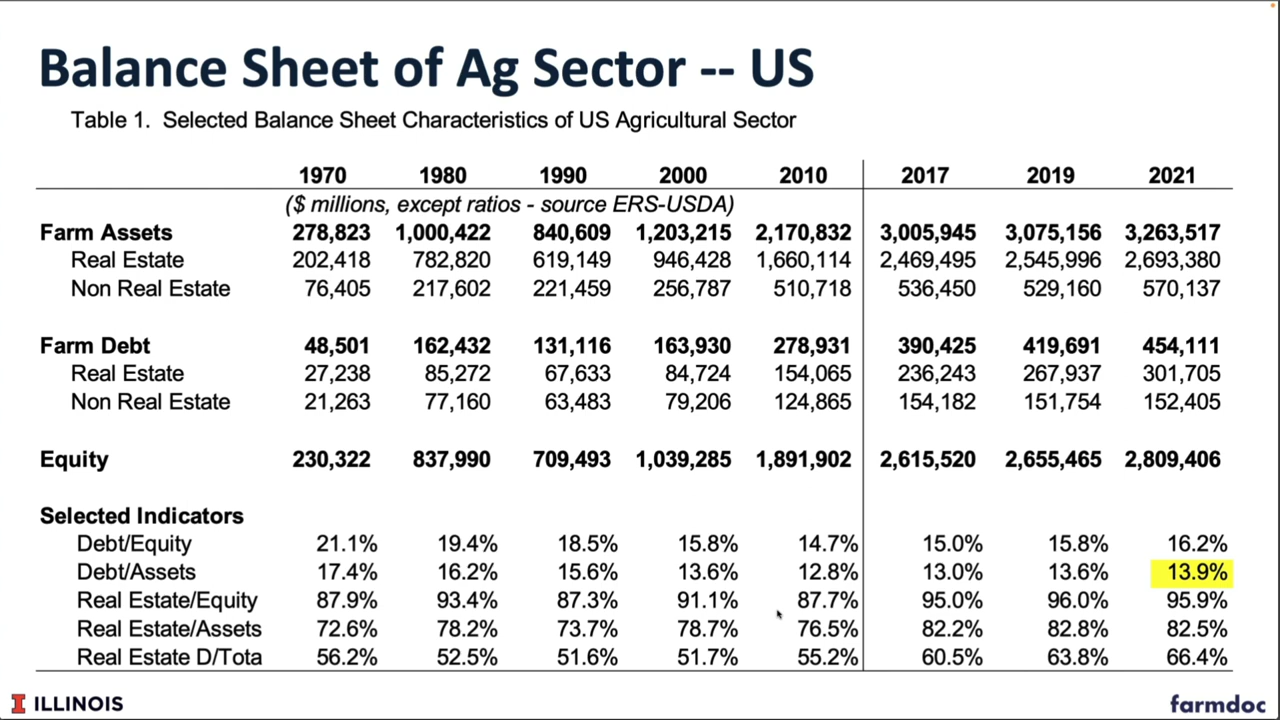 Balance Sheet of Ag Sector -- US
Table 1. Selected Balance Sheet Characteristics of US Agricultural Sector
1970 1980 1990 2000 2010 2017 2019 2021
($ millions, except ratios - source ERS-USDA)
Farm Assets 278,823 1,000,422 840,609 1,203,215 2,170,832 3,005,945 3,075,156 3,263,517
Real Estate 202,418 782,820 619,149 946,428 1,660,114 2,469,495 2,545,996 2,693,380
Non Real Estate 76,405 217,602 221,459 256,787 510,718 536,450 529,160 570,137
Farm Debt 48,501 162,432 131,116 163,930 278,931 390,425 419,691 454,111
Real Estate 27,238 85,272 67,633 84,724 154,065 236,243 267,937 301,705
Non Real Estate 21,263 77,160 63,483 79,206 124,865 154,182 151,754 152,405
Equity 230,322 837,990 709,493 1,039,285 1,891,902 2,615,520 2,655,465 2,809,406
Selected Indicators
Debt/Equity 21.1% 19.4% 18.5% 15.8% 14.7% 15.0% 15.8% 16.2%
Debt/Assets 17.4% 16.2% 15.6% 13.6% 12.8% 13.0% 13.6% 13.9%
Real Estate/Equity 87.9% 93.4% 87.3% 91.1% 87.7% 95.0% 96.0% 95.9%
Real Estate/Assets 72.6% 78.2% 73.7% 78.7% 76.5% 82.2% 82.8% 82.5%
Real Estate D/Tota 56.2% 52.5% 51.6% 51.7% 55.2% 60.5% 63.8% 66.4%
I ILLINOIS
farmdoc